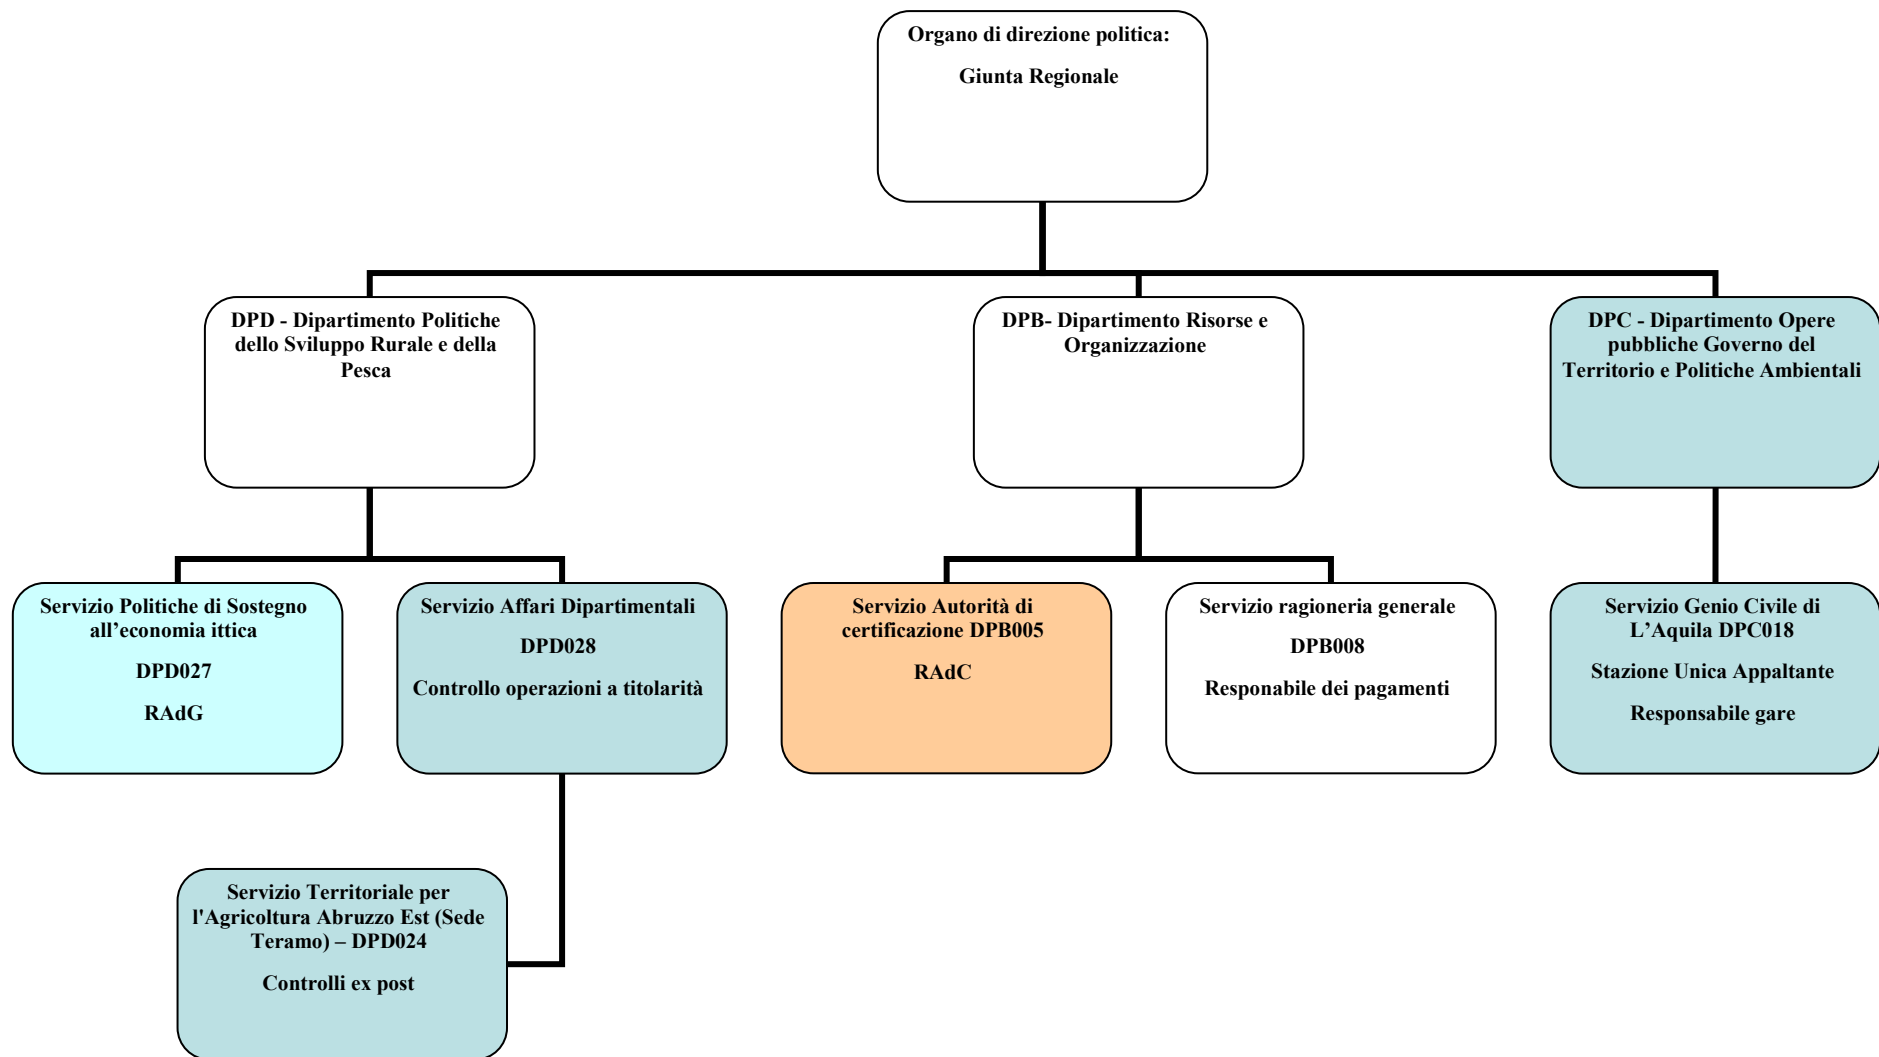 Organo di direzione politica:
Giunta Regionale
DPD - Dipartimento Politiche
dello Sviluppo Rurale e della
Pesca
DPB- Dipartimento Risorse e
Organizzazione
DPC - Dipartimento Opere
pubbliche Governo del
Territorio e Politiche Ambientali
Servizio Politiche di Sostegno
all’economia ittica
DPD027
RAdG
Servizio Affari Dipartimentali
DPD028
Controllo operazioni a titolarità
Servizio Autorità di
certificazione DPB005
RAdC
Servizio ragioneria generale
DPB008
Responabile dei pagamenti
Servizio Genio Civile di
L’Aquila DPC018
Stazione Unica Appaltante
Responsabile gare
Servizio Territoriale per
l'Agricoltura Abruzzo Est (Sede
Teramo) – DPD024
Controlli ex post